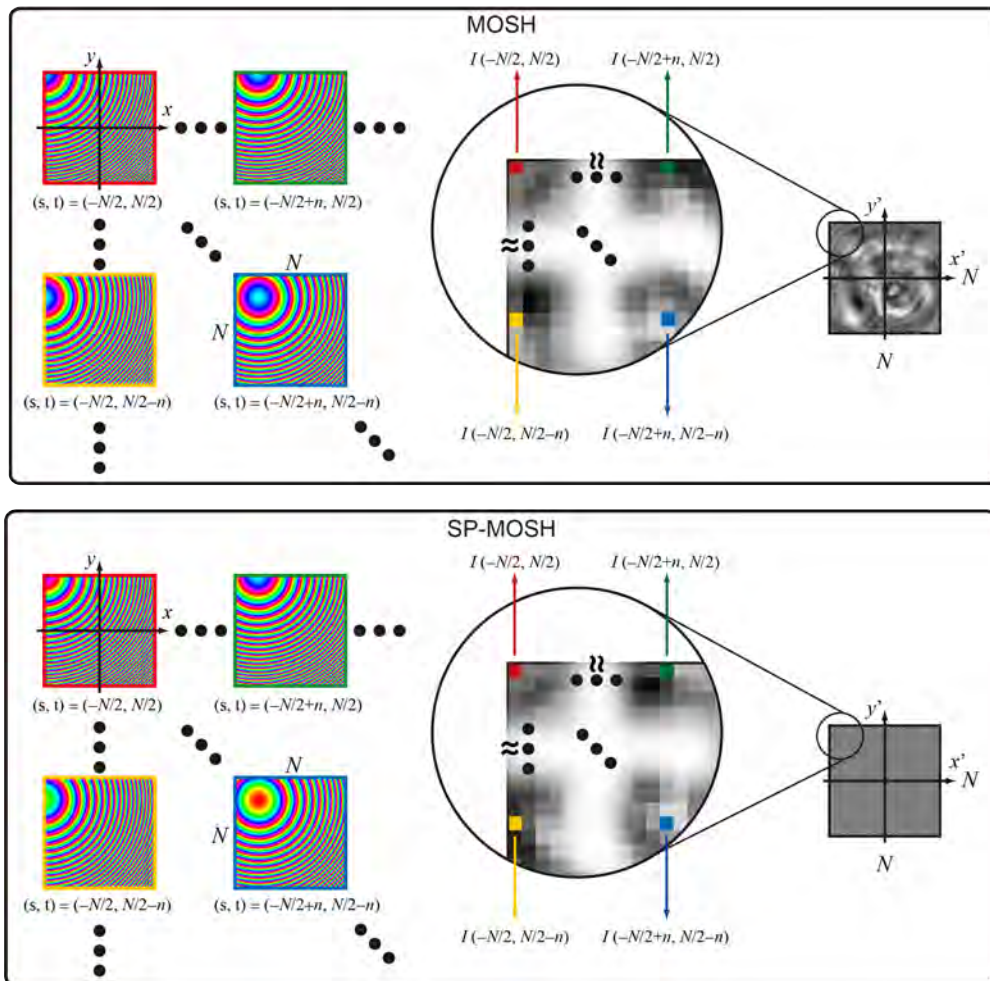 MOSH
y
x
(s, t) = (–N/2, N/2)
(s, t) = (–N/2+n, N/2)
N
N
(s, t) = (–N/2, N/2–n)
(s, t) = (–N/2+n, N/2–n)
I (–N/2, N/2)
I (–N/2+n, N/2)
≈
≈
I (–N/2, N/2–n)
I (–N/2+n, N/2–n)
y'
x'
N
N
SP-MOSH
y
x
(s, t) = (–N/2, N/2)
(s, t) = (–N/2+n, N/2)
N
N
(s, t) = (–N/2, N/2–n)
(s, t) = (–N/2+n, N/2–n)
I (–N/2, N/2)
I (–N/2+n, N/2)
≈
≈
I (–N/2, N/2–n)
I (–N/2+n, N/2–n)
y'
x'
N
N